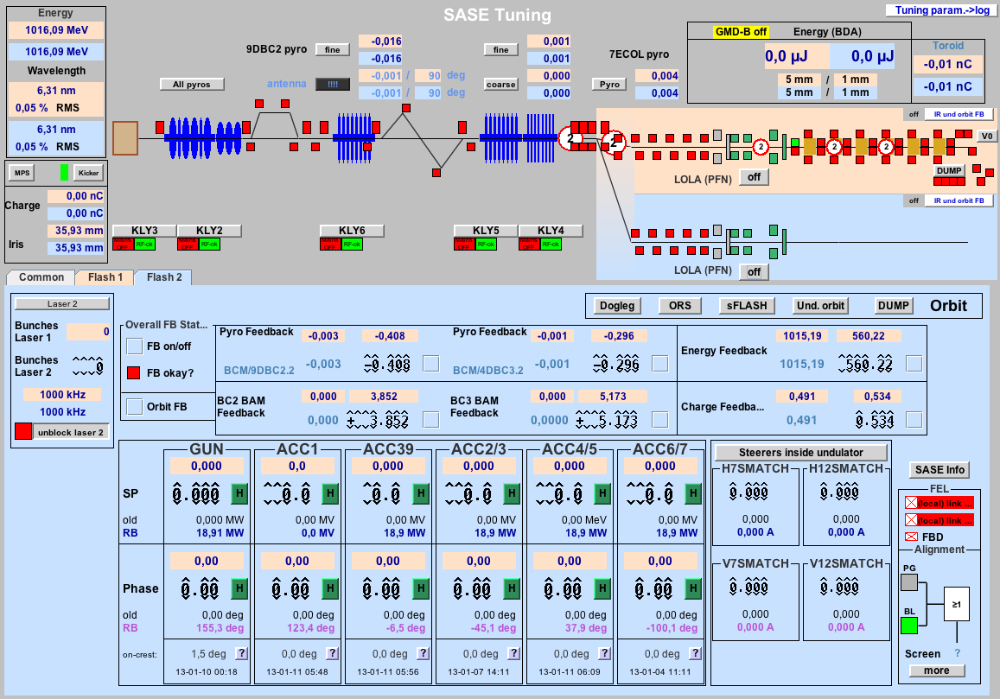 SASE Tuning
Tuning param.->log
Energy
1016,09 MeV
1016,09 MeV
Wavelength
6,31 nm
0,05 % RMS
6,31 nm
0,05 % RMS
MPS
Kicker
Charge
0,00 nC
0,00 nC
35,93 mm
Iris
35,93 mm
9DBC2 pyro
fine
-0,016
-0,016
All pyros
antenna
!!!!
-0,001 / 90 deg
-0,001 / 90 deg
fine
0,001
0,001
coarse
0,000
0,000
7ECOL pyro
Pyro
0,004
0,004
GMD-B off
Energy (BDA)
0,0 µJ
0,0 µJ
5 mm / 1 mm
5 mm / 1 mm
Toroid
-0,01 nC
-0,01 nC
off
IR und orbit FB
V0
2
2
2
2
2
DUMP
LOLA (PFN)
off
off
IR und orbit FB
LOLA (PFN)
off
KLY3
KLY2
KLY6
KLY5
KLY4
OFF
RF-ok
OFF
RF-ok
OFF
RF-ok
OFF
RF-ok
OFF
RF-ok
Common
Flash 1
Flash 2
Laser 2
Bunches
Laser 1
0
Bunches
Laser 2
0
1000 kHz
1000 kHz
unblock laser 2
Dogleg
ORS
sFLASH
Und. orbit
DUMP
Orbit
Overall FB Stat...
FB on/off
FB okay?
Orbit FB
Pyro Feedback
-0,003
-0,408
BCM/9DBC2.2
-0,003
-0.408
Pyro Feedback
-0,001
-0,296
BCM/4DBC3.2
-0,001
-0.296
Energy Feedback
1015,19
560,22
1015,19
560.22
BC2 BAM
Feedback
0,000
3,852
0,000
+ 3.852
BC3 BAM
Feedback
0,000
5,173
0,0000
+ 5.173
Charge Feedba...
0,491
0,534
0,491
0.534
GUN
ACC1
ACC39
ACC2/3
ACC4/5
ACC6/7
0,000
0,0
0,000
0,000
0,000
0,000
SP
0.000
H
0.0
H
0.0
H
0.0
H
0.0
H
0.0
H
old
0,000 MW
0,00 MV
0,00 MV
0,00 MV
0,00 MeV
0,00 MV
RB
18,91 MW
0,0 MV
18,9 MW
18,9 MW
18,9 MW
18,9 MW
0,00
0,00
0,00
0,00
0,00
0,00
Phase
0.00
H
0.00
H
0.00
H
0.00
H
0.00
H
0.00
H
old
0,00 deg
0,00 deg
0,00 deg
0,00 deg
0,00 deg
0,00 deg
RB
155,3 deg
123,4 deg
-6,5 deg
-45,1 deg
37,9 deg
-100,1 deg
on-crest:
1,5 deg
?
0,0 deg
?
0,0 deg
?
0,0 deg
?
0,0 deg
?
0,0 deg
?
13-01-10 00:18
13-01-11 05:48
13-01-11 05:56
13-01-07 14:11
13-01-11 06:09
13-01-04 11:11
Steerers inside undulator
H7SMATCH
H12SMATCH
0.000
0.000
0,000
0,000
0,000 A
0,000 A
V7SMATCH
V12SMATCH
0.000
0.000
0,000
0,000
0,000 A
0,000 A
SASE Info
FEL
(local) link ...
(local) link ...
FBD
Alignment
PG
BL
≥1
Screen
?
more